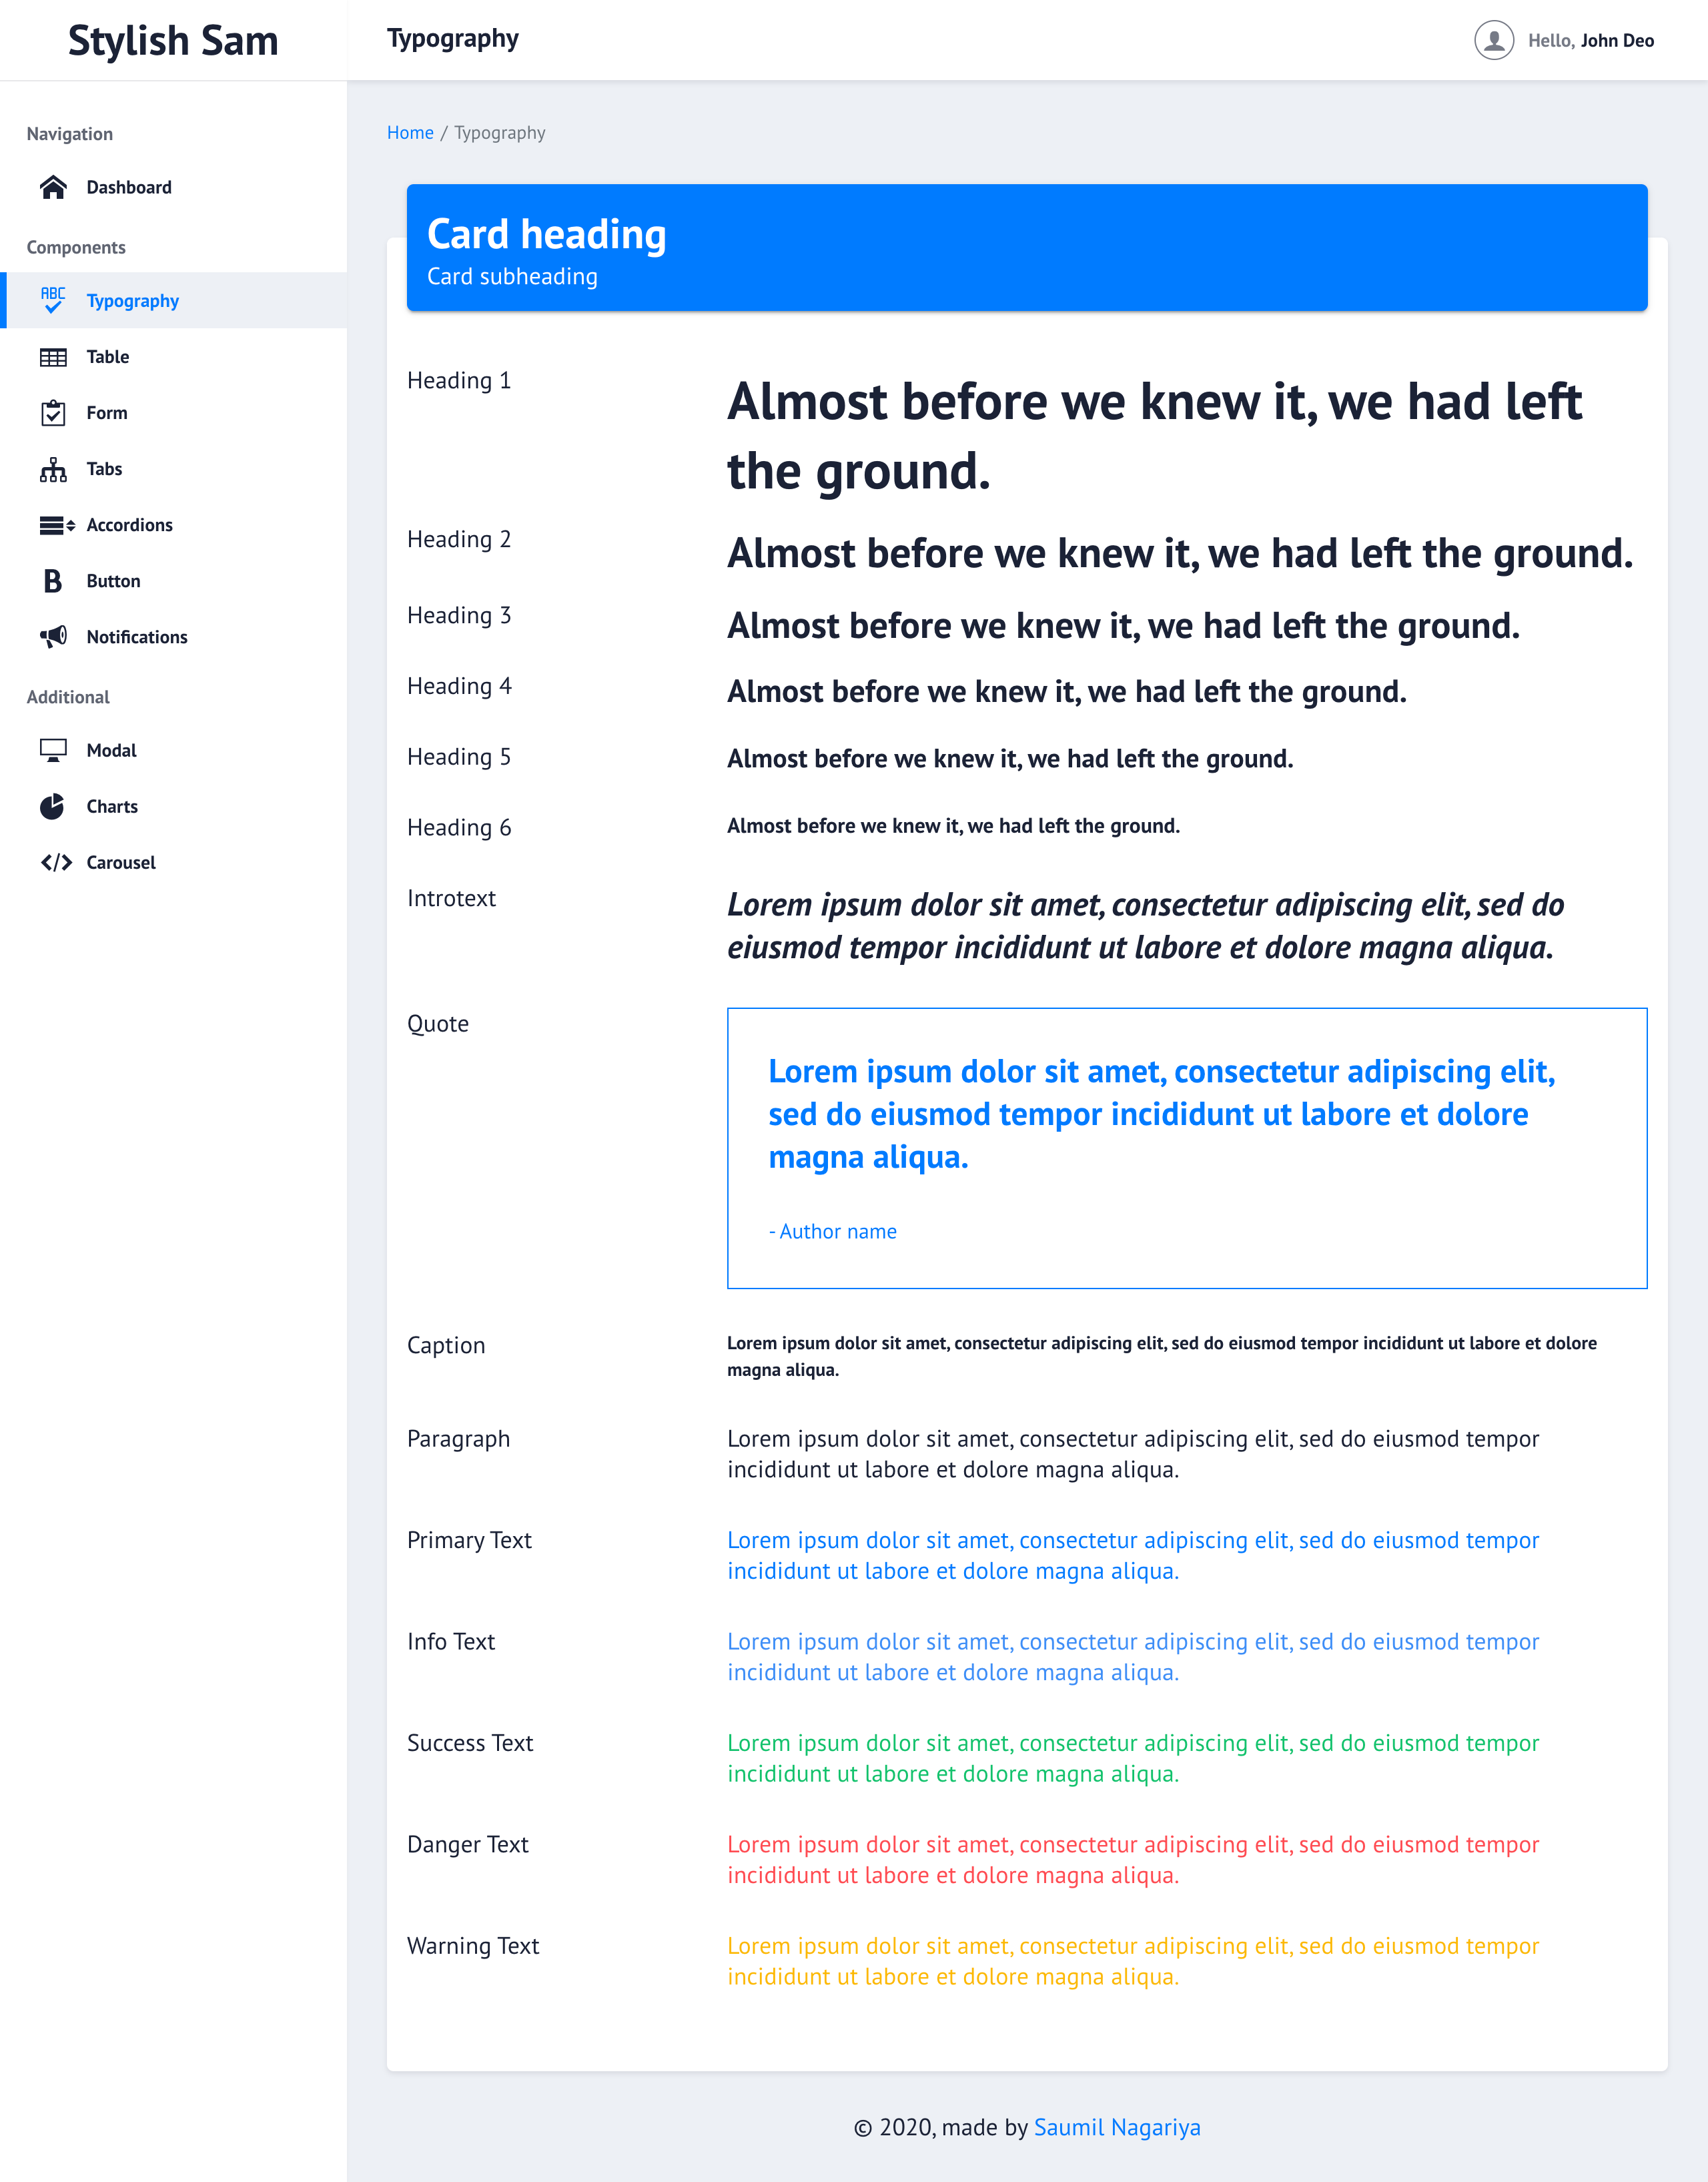 Stylish Sam
Typography
Hello, John Deo
Navigation
Dashboard
Components
ABC
Typography
Table
Form
Tabs
Accordions
B
Button
Notifications
Additional
Modal
Charts
</>
Carousel
Home / Typography
Card heading
Card subheading
Heading 1
Almost before we knew it, we had left
the ground.
Heading 2
Almost before we knew it, we had left the ground.
Heading 3
Almost before we knew it, we had left the ground.
Heading 4
Almost before we knew it, we had left the ground.
Heading 5
Almost before we knew it, we had left the ground.
Heading 6
Almost before we knew it, we had left the ground.
Introtext
Lorem ipsum dolor sit amet, consectetur adipiscing elit, sed do
eiusmod tempor incididunt ut labore et dolore magna aliqua.
Quote
Lorem ipsum dolor sit amet, consectetur adipiscing elit,
sed do eiusmod tempor incididunt ut labore et dolore
magna aliqua.
- Author name
Caption
Lorem ipsum dolor sit amet, consectetur adipiscing elit, sed do eiusmod tempor incididunt ut labore et dolore
magna aliqua.
Paragraph
Lorem ipsum dolor sit amet, consectetur adipiscing elit, sed do eiusmod tempor
incididunt ut labore et dolore magna aliqua.
Primary Text
Lorem ipsum dolor sit amet, consectetur adipiscing elit, sed do eiusmod tempor
incididunt ut labore et dolore magna aliqua.
Info Text
Lorem ipsum dolor sit amet, consectetur adipiscing elit, sed do eiusmod tempor
incididunt ut labore et dolore magna aliqua.
Success Text
Lorem ipsum dolor sit amet, consectetur adipiscing elit, sed do eiusmod tempor
incididunt ut labore et dolore magna aliqua.
Danger Text
Lorem ipsum dolor sit amet, consectetur adipiscing elit, sed do eiusmod tempor
incididunt ut labore et dolore magna aliqua.
Warning Text
Lorem ipsum dolor sit amet, consectetur adipiscing elit, sed do eiusmod tempor
incididunt ut labore et dolore magna aliqua.
© 2020, made by Saumil Nagariya